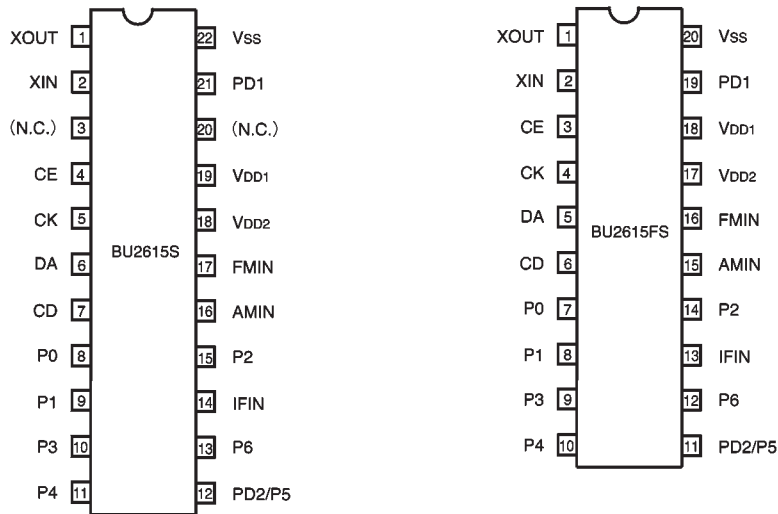 XOUT 1 22 VSS
XIN 2 21 PD1
(N.C.) 3 20 (N.C.)
CE 4 19 VDD1
CK 5 18 VDD2
BU2615S
DA 6 17 FMIN
CD 7 16 AMIN
P0 8 15 P2
P1 9 14 IFIN
P3 10 13 P6
P4 11 12 PD2/P5
XOUT 1 20 VSS
XIN 2 19 PD1
CE 3 18 VDD1
CK 4 17 VDD2
DA 5 16 FMIN
BU2615FS
CD 6 15 AMIN
P0 7 14 P2
P1 8 13 IFIN
P3 9 12 P6
P4 10 11 PD2/P5